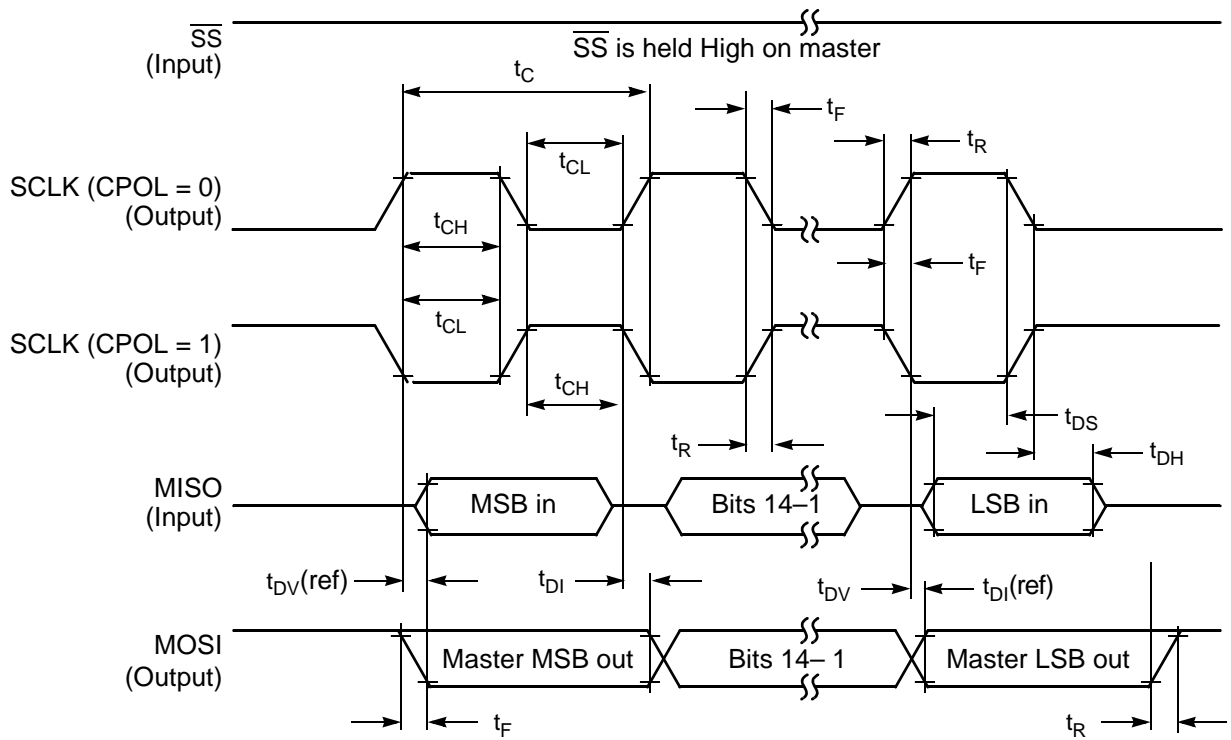 SS
(Input)
SS is held High on master
tC
tF
tR
tCL
SCLK (CPOL = 0)
(Output)
tCH
tF
tCL
SCLK (CPOL = 1)
(Output)
tCH
tDS
tR
tDH
MISO
(Input)
MSB in
Bits 14–1
LSB in
tDV(ref)
tDI
tDV
tDI(ref)
MOSI
(Output)
Master MSB out
Bits 14– 1
Master LSB out
tF
tR